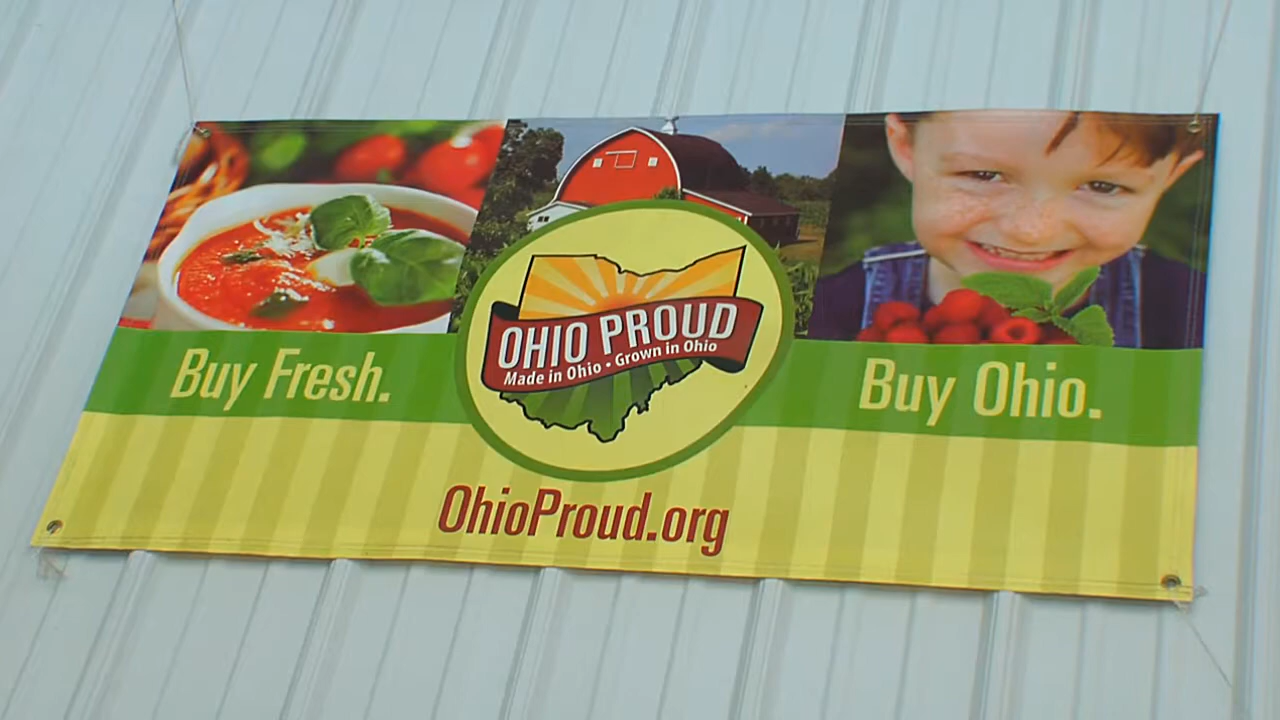 OHIO PROUD
Made in Ohio • Grown in Ohio
Buy Fresh.
Buy Ohio.
OhioProud.org